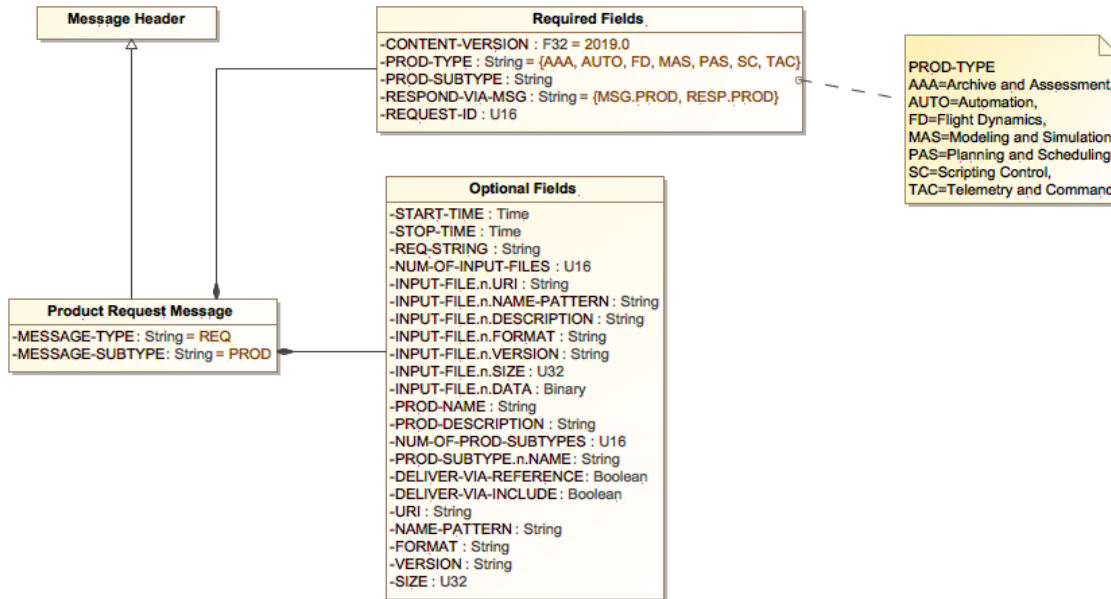 Message Header
Required Fields
-CONTENT-VERSION : F32 = 2019.0
-PROD-TYPE : String = {AAA, AUTO, FD, MAS, PAS, SC, TAC}
-PROD-SUBTYPE : String
-RESPOND-VIA-MSG : String = {MSG.PROD, RESP.PROD}
-REQUEST-ID : U16
PROD-TYPE
AAA=Archive and Assessment,
AUTO=Automation,
FD=Flight Dynamics,
MAS=Modeling and Simulation
PAS=Planning and Scheduling
SC=Scripting Control,
TAC=Telemetry and Command
Optional Fields
-START-TIME : Time
-STOP-TIME : Time
-REQ-STRING : String
-NUM-OF-INPUT-FILES : U16
-INPUT-FILE.n.URI : String
-INPUT-FILE.n.NAME-PATTERN : String
-INPUT-FILE.n.DESCRIPTION : String
-INPUT-FILE.n.FORMAT : String
-INPUT-FILE.n.VERSION : String
-INPUT-FILE.n.SIZE : U32
-INPUT-FILE.n.DATA : Binary
-PROD-NAME : String
-PROD-DESCRIPTION : String
-NUM-OF-PROD-SUBTYPES : U16
-PROD-SUBTYPE.n.NAME : String
-DELIVER-VIA-REFERENCE : Boolean
-DELIVER-VIA-INCLUDE : Boolean
-URI : String
-NAME-PATTERN : String
-FORMAT : String
-VERSION : String
-SIZE : U32
Product Request Message
-MESSAGE-TYPE : String = REQ
-MESSAGE-SUBTYPE : String = PROD